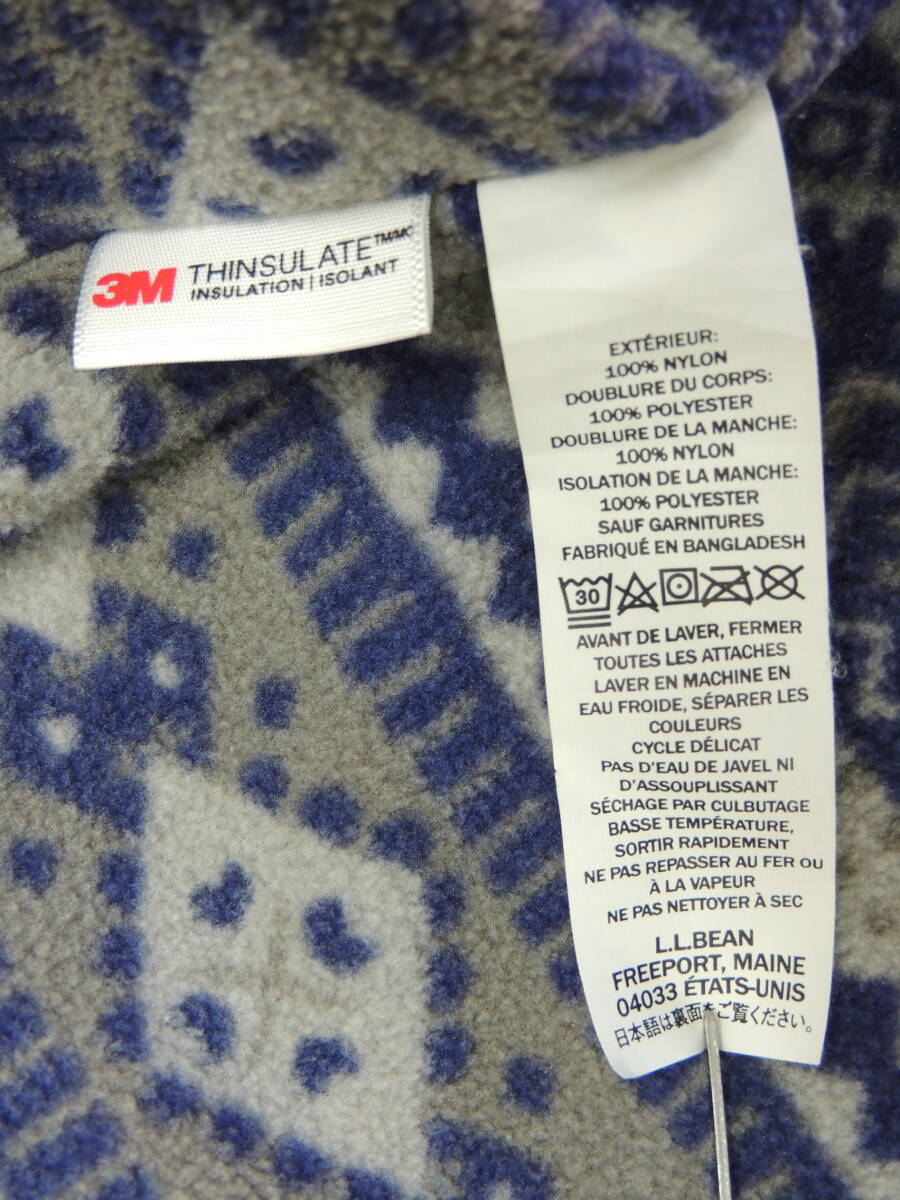 3M THINSULATE™/MC
INSULATION | ISOLANT
EXTÉRIEUR:
100% NYLON
DOUBLURE DU CORPS:
100% POLYESTER
DOUBLURE DE LA MANCHE:
100% NYLON
ISOLATION DE LA MANCHE:
100% POLYESTER
SAUF GARNITURES
FABRIQUÉ EN BANGLADESH
30
AVANT DE LAVER, FERMER
TOUTES LES ATTACHES
LAVER EN MACHINE EN
EAU FROIDE, SÉPARER LES
COULEURS
CYCLE DÉLICAT
PAS D'EAU DE JAVEL NI
D'ASSOUPLISSANT
SÉCHAGE PAR CULBUTAGE
BASSE TEMPÉRATURE,
SORTIR RAPIDEMENT
NE PAS REPASSER AU FER OU
À LA VAPEUR
NE PAS NETTOYER À SEC
L.L.BEAN
FREEPORT, MAINE
04033 ÉTATS-UNIS
日本語は裏面をご覧ください。